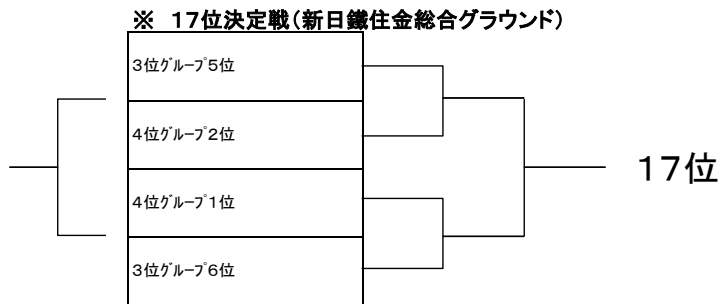 ※ 17位決定戦(新日鐵住金総合グラウンド)
3位グループ5位
4位グループ2位
4位グループ1位
3位グループ6位
17位